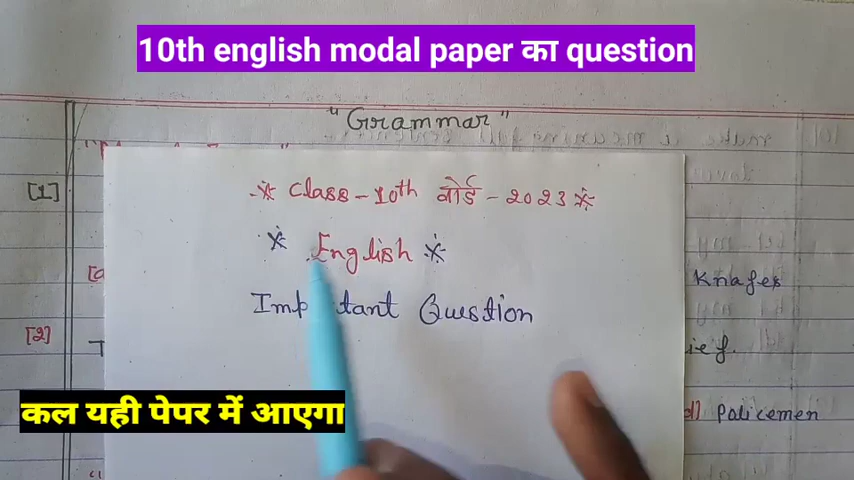 10th english modal paper का question
"Grammar"
[1]
* Class-10th बोर्ड - 2023 *
* English *
Knafes
Important Question
[2]
ief.
कल यही पेपर में आएगा
d) Policemen